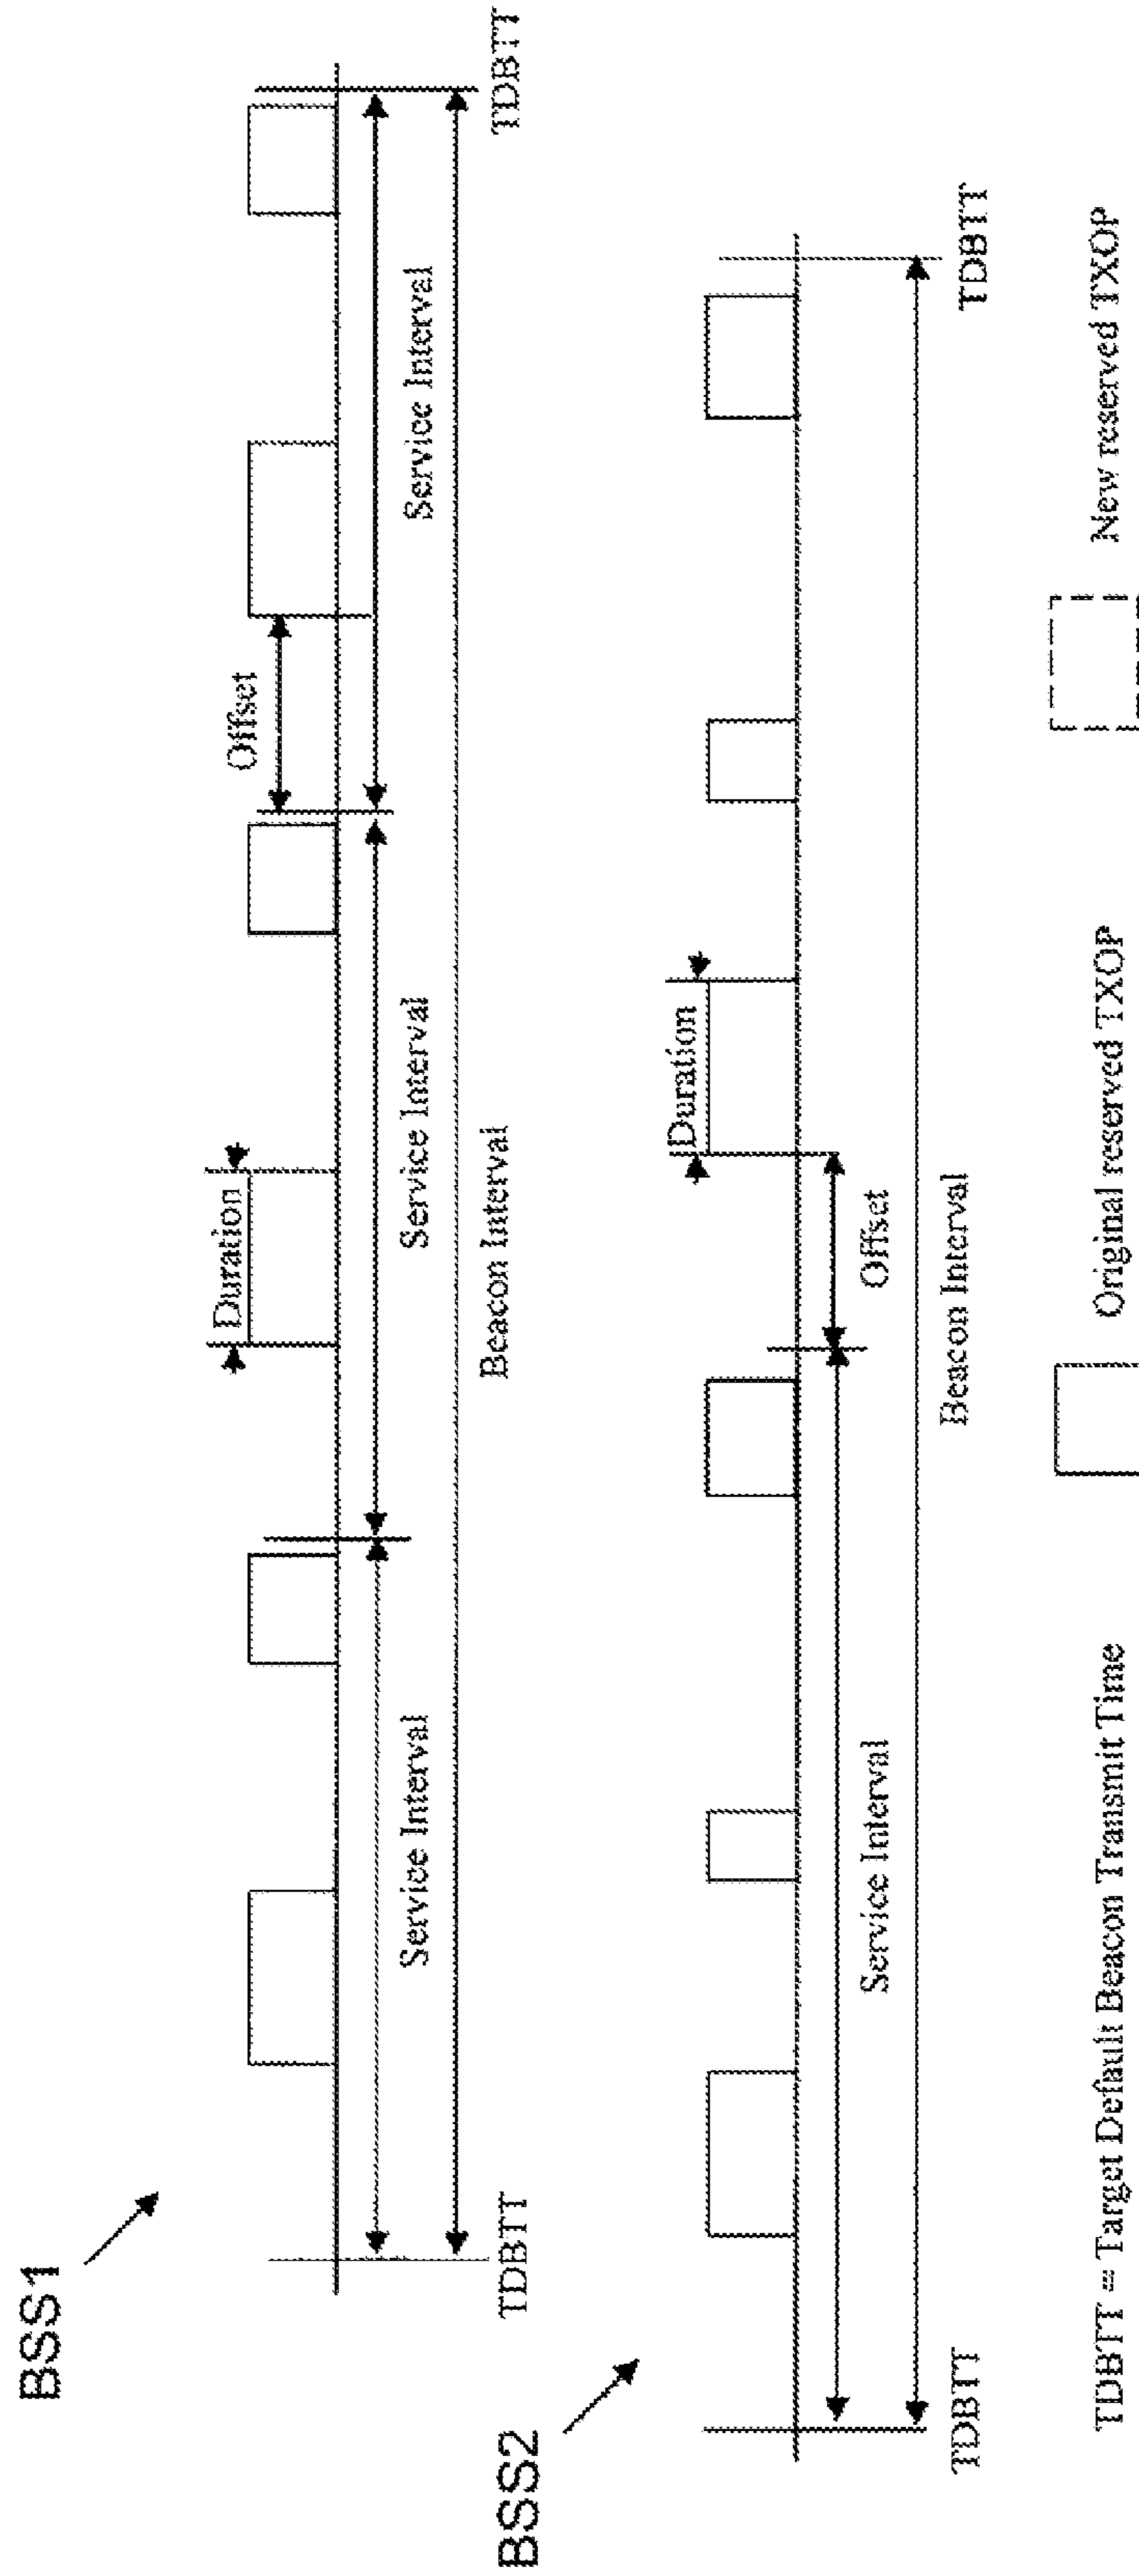 BSS1
Offset
Duration
Service Interval
Service Interval
Service Interval
Beacon Interval
TDBTT
TDBTT
BSS2
Duration
Offset
Service Interval
Beacon Interval
TDBTT
TDBTT
TDBTT = Target Default Beacon Transmit Time
Original reserved TXOP
New reserved TXOP